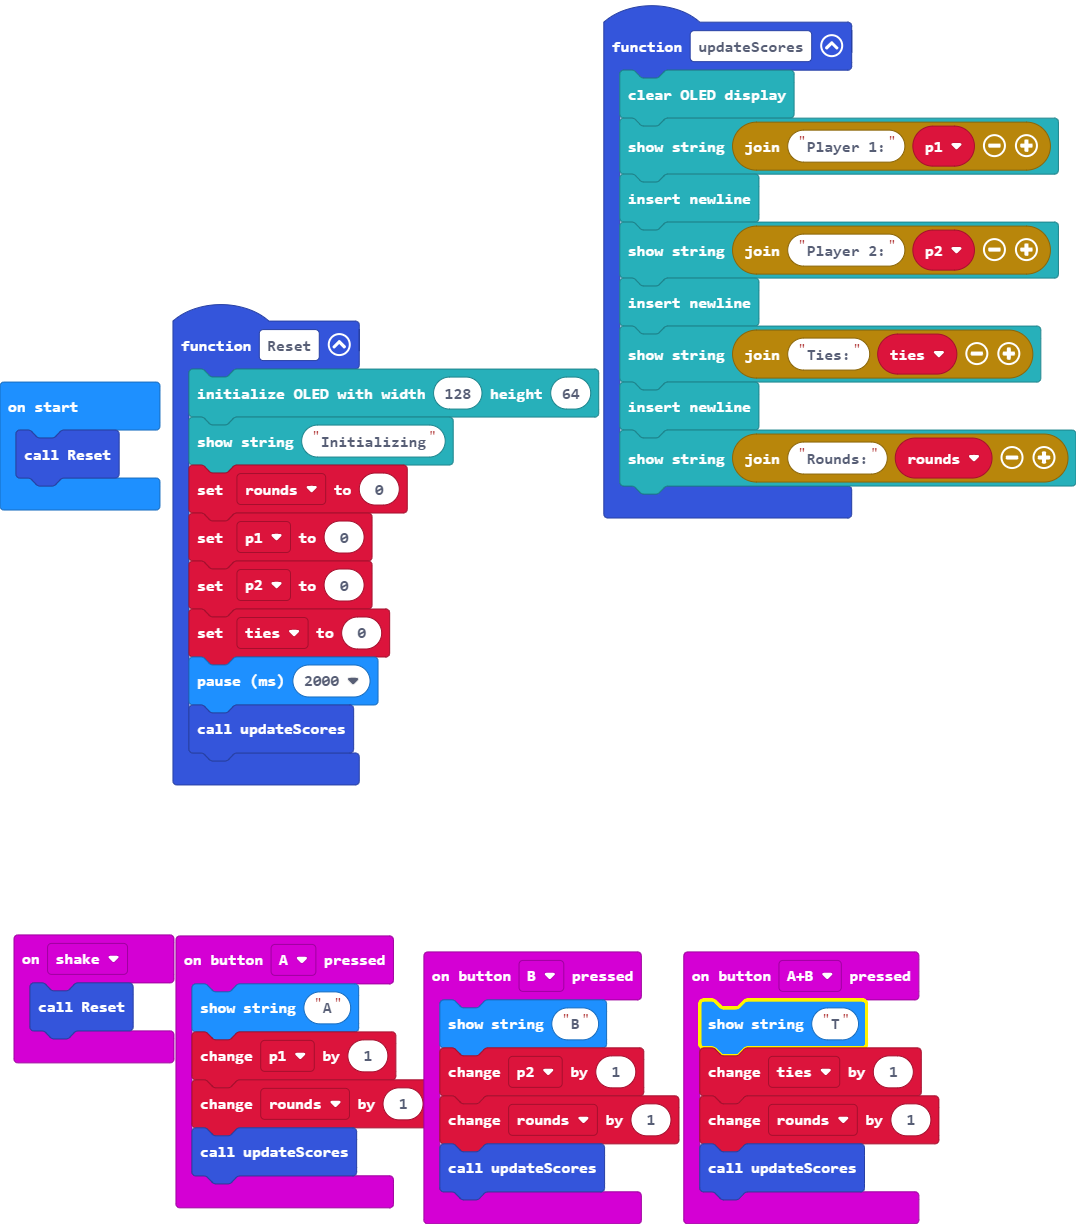 function updateScores
clear OLED display
show string join "Player 1:" p1
insert newline
show string join "Player 2:" p2
insert newline
show string join "Ties:" ties
insert newline
show string join "Rounds:" rounds
function Reset
initialize OLED with width 128 height 64
show string "Initializing"
set rounds to 0
set p1 to 0
set p2 to 0
set ties to 0
pause (ms) 2000
call updateScores
on start
call Reset
on shake
call Reset
on button A pressed
show string "A"
change p1 by 1
change rounds by 1
call updateScores
on button B pressed
show string "B"
change p2 by 1
change rounds by 1
call updateScores
on button A+B pressed
show string "T"
change ties by 1
change rounds by 1
call updateScores